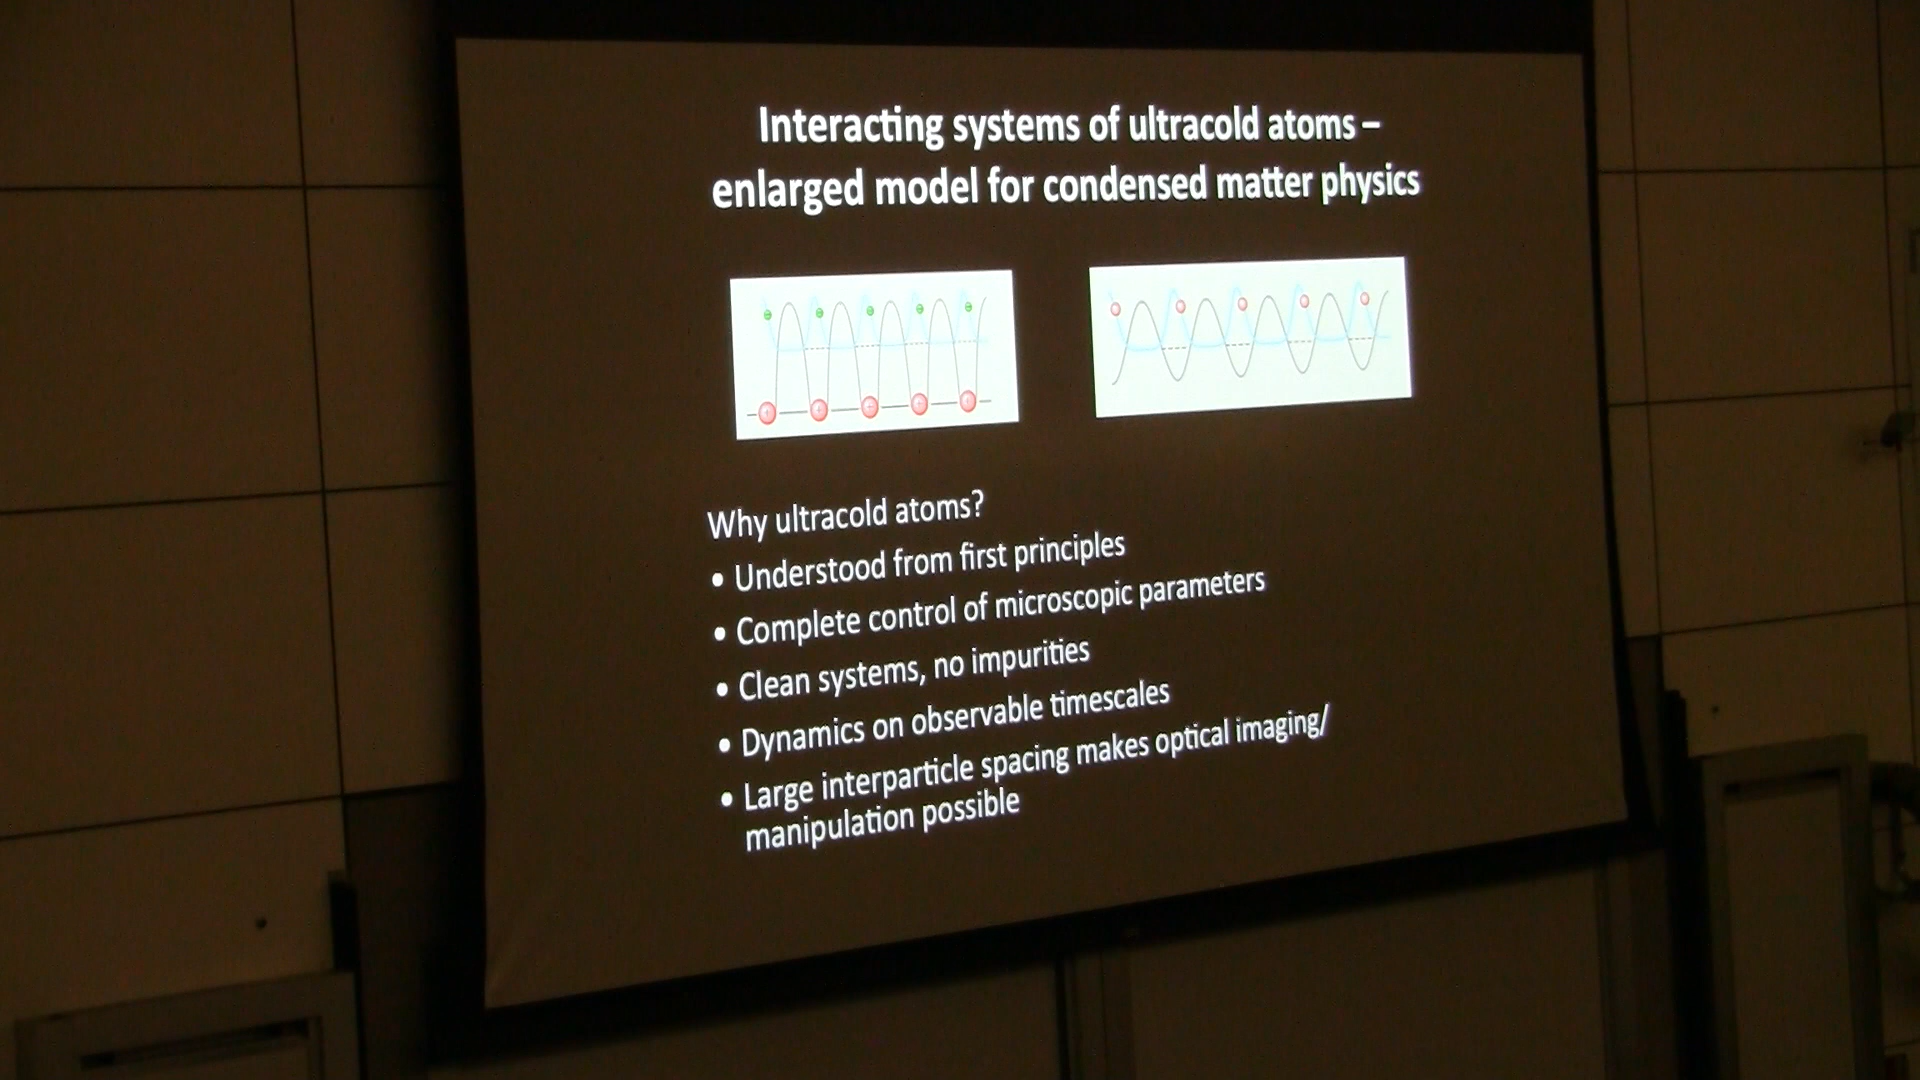 Interacting systems of ultracold atoms –
enlarged model for condensed matter physics
Why ultracold atoms?
• Understood from first principles
• Complete control of microscopic parameters
• Clean systems, no impurities
• Dynamics on observable timescales
• Large interparticle spacing makes optical imaging/
manipulation possible